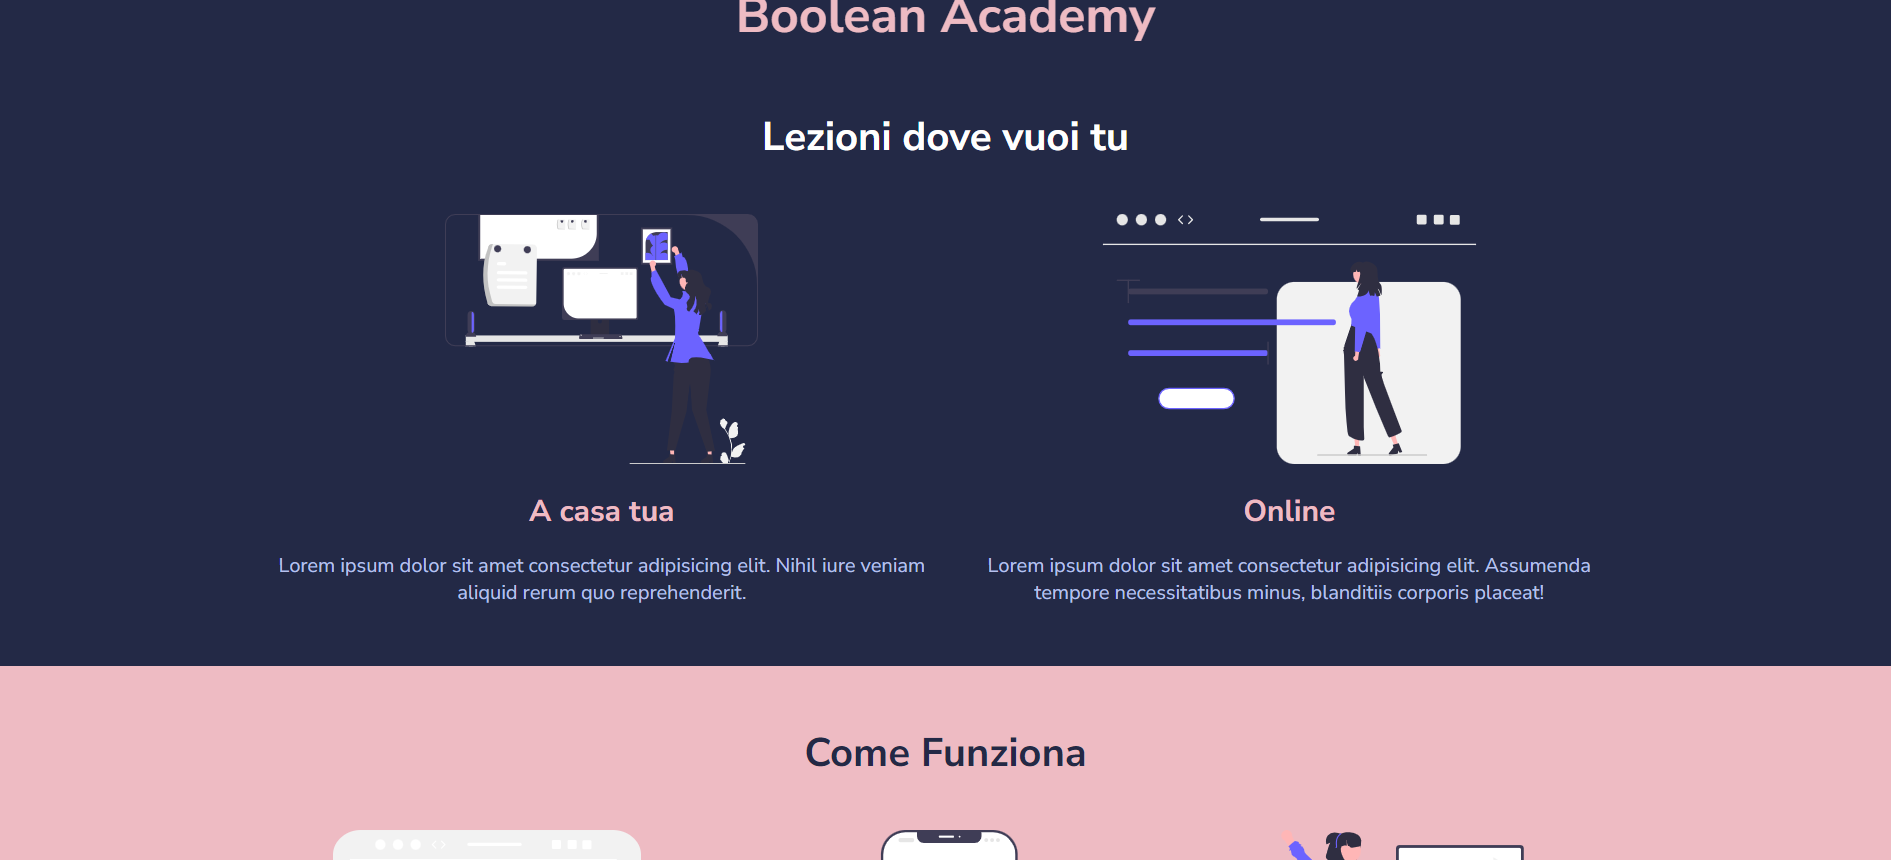 Boolean Academy
Lezioni dove vuoi tu
A casa tua
Lorem ipsum dolor sit amet consectetur adipisicing elit. Nihil iure veniam
aliquid rerum quo reprehenderit.
Online
Lorem ipsum dolor sit amet consectetur adipisicing elit. Assumenda
tempore necessitatibus minus, blanditiis corporis placeat!
Come Funziona